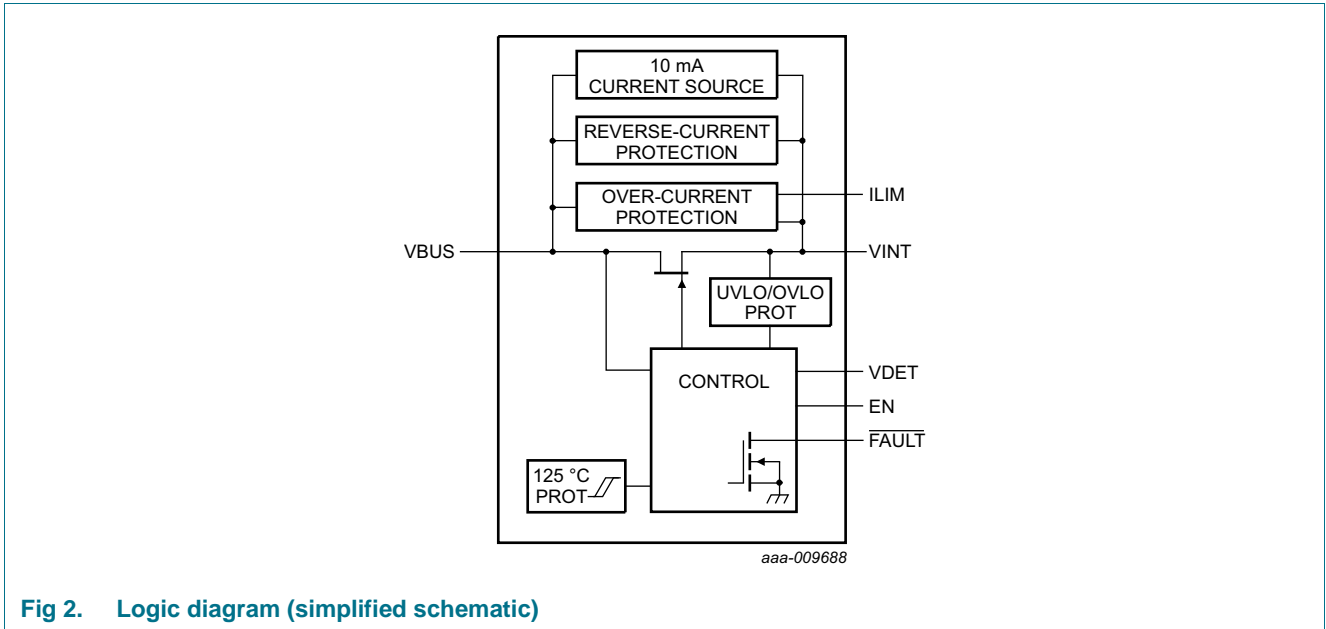 10 mA
CURRENT SOURCE
REVERSE-CURRENT
PROTECTION
OVER-CURRENT
PROTECTION
ILIM
VBUS
VINT
UVLO/OVLO
PROT
CONTROL
VDET
EN
FAULT
125 °C
PROT
aaa-009688
Fig 2. Logic diagram (simplified schematic)